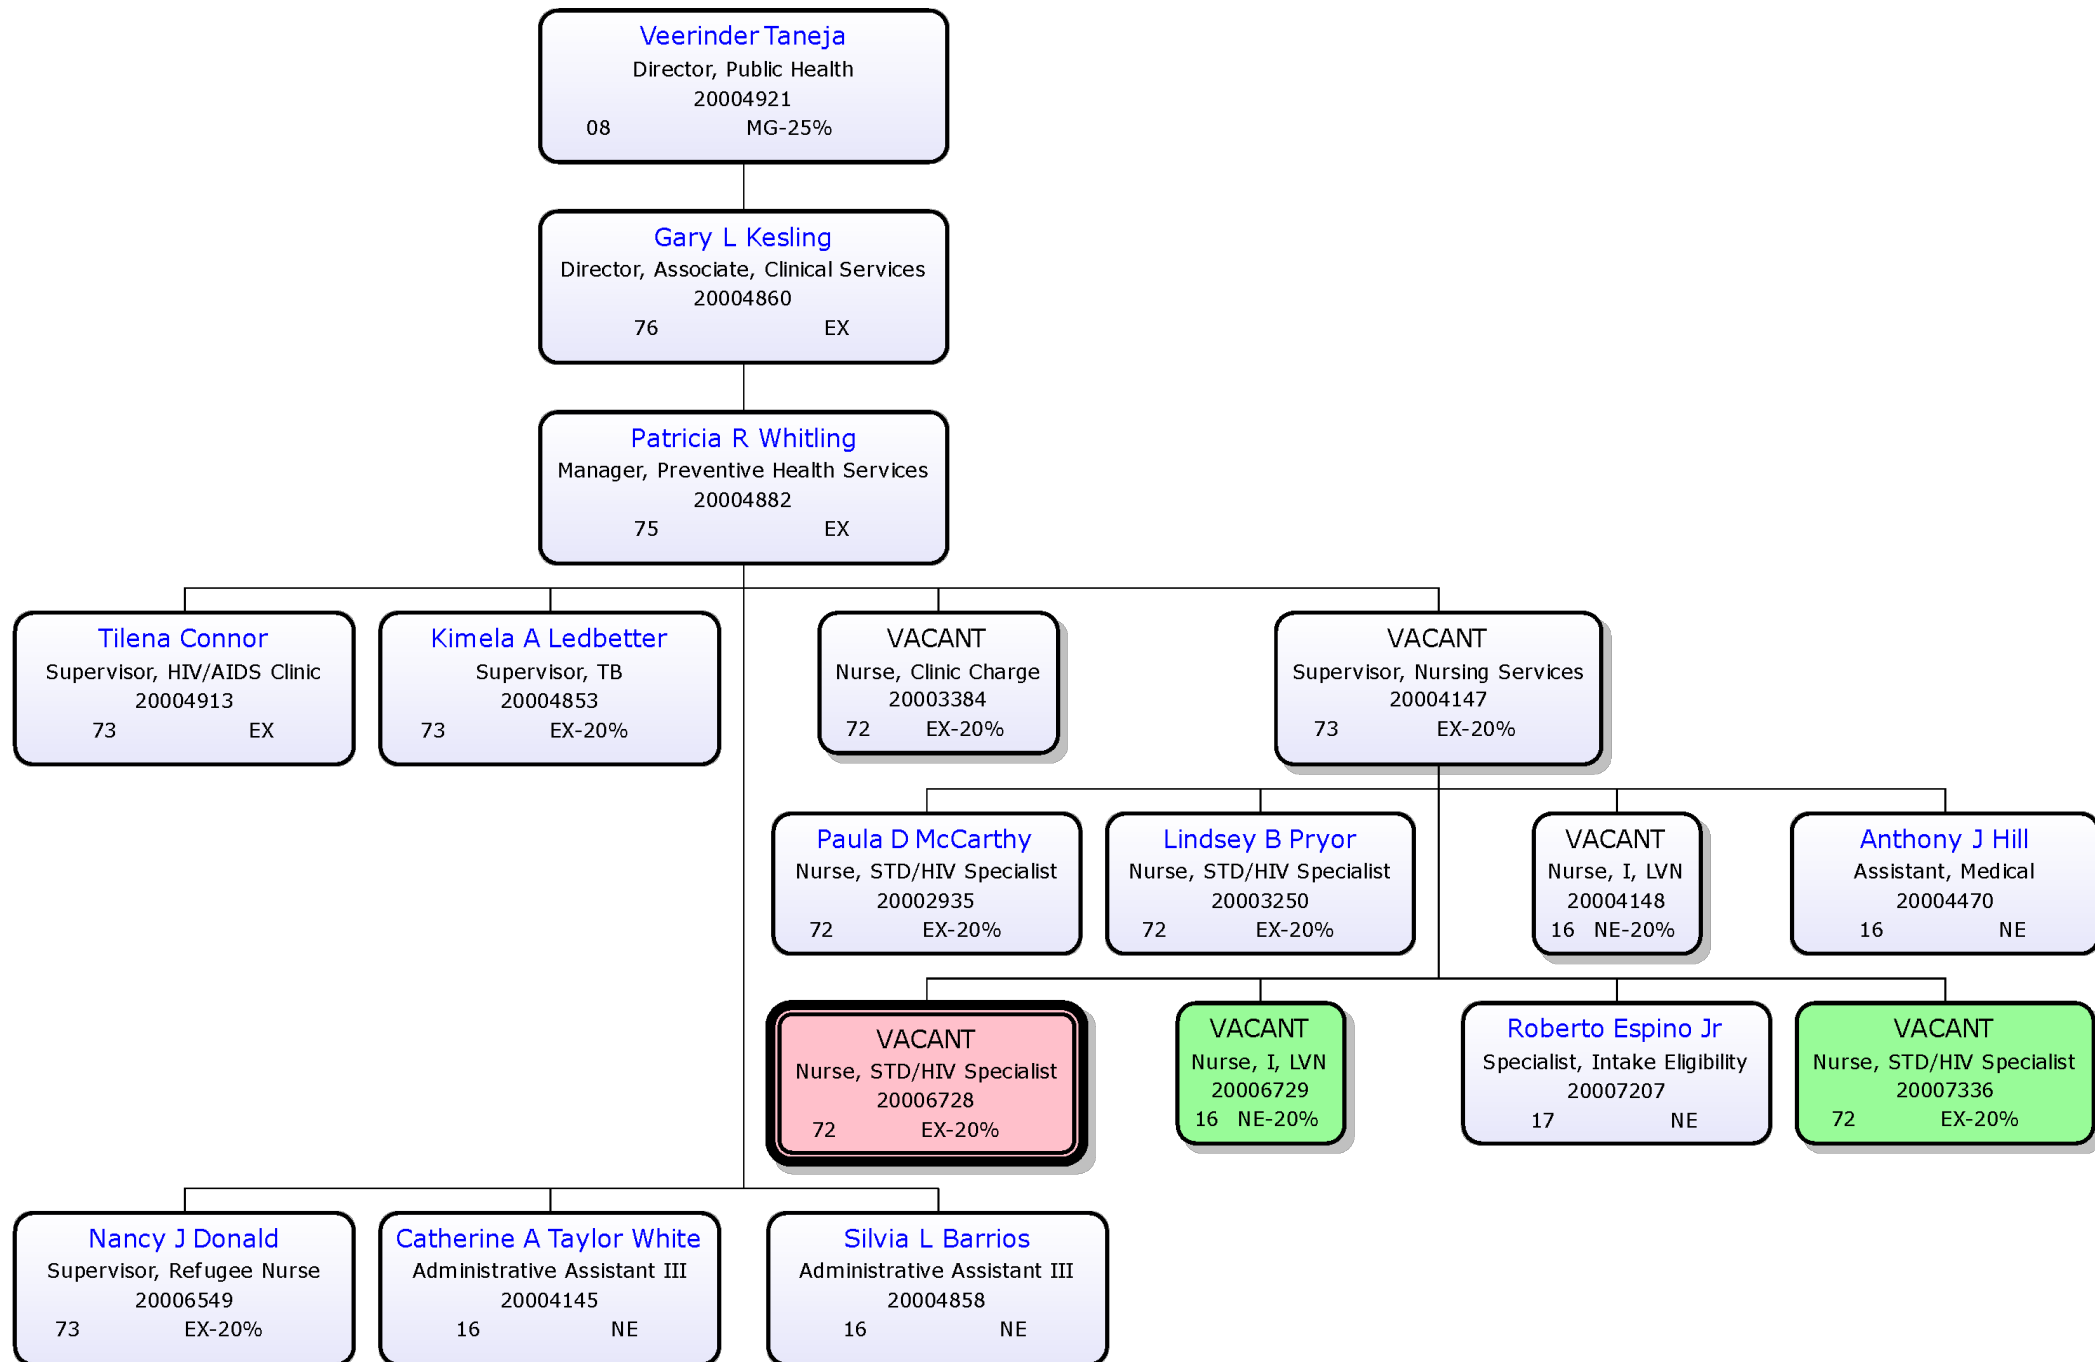 Veerinder Taneja
Director, Public Health
20004921
08 MG-25%
Gary L Kesling
Director, Associate, Clinical Services
20004860
76 EX
Patricia R Whitling
Manager, Preventive Health Services
20004882
75 EX
Tilena Connor
Supervisor, HIV/AIDS Clinic
20004913
73 EX
Kimela A Ledbetter
Supervisor, TB
20004853
73 EX-20%
VACANT
Nurse, Clinic Charge
20003384
72 EX-20%
VACANT
Supervisor, Nursing Services
20004147
73 EX-20%
Paula D McCarthy
Nurse, STD/HIV Specialist
20002935
72 EX-20%
Lindsey B Pryor
Nurse, STD/HIV Specialist
20003250
72 EX-20%
VACANT
Nurse, I, LVN
20004148
16 NE-20%
Anthony J Hill
Assistant, Medical
20004470
16 NE
VACANT
Nurse, STD/HIV Specialist
20006728
72 EX-20%
VACANT
Nurse, I, LVN
20006729
16 NE-20%
Roberto Espino Jr
Specialist, Intake Eligibility
20007207
17 NE
VACANT
Nurse, STD/HIV Specialist
20007336
72 EX-20%
Nancy J Donald
Supervisor, Refugee Nurse
20006549
73 EX-20%
Catherine A Taylor White
Administrative Assistant III
20004145
16 NE
Silvia L Barrios
Administrative Assistant III
20004858
16 NE